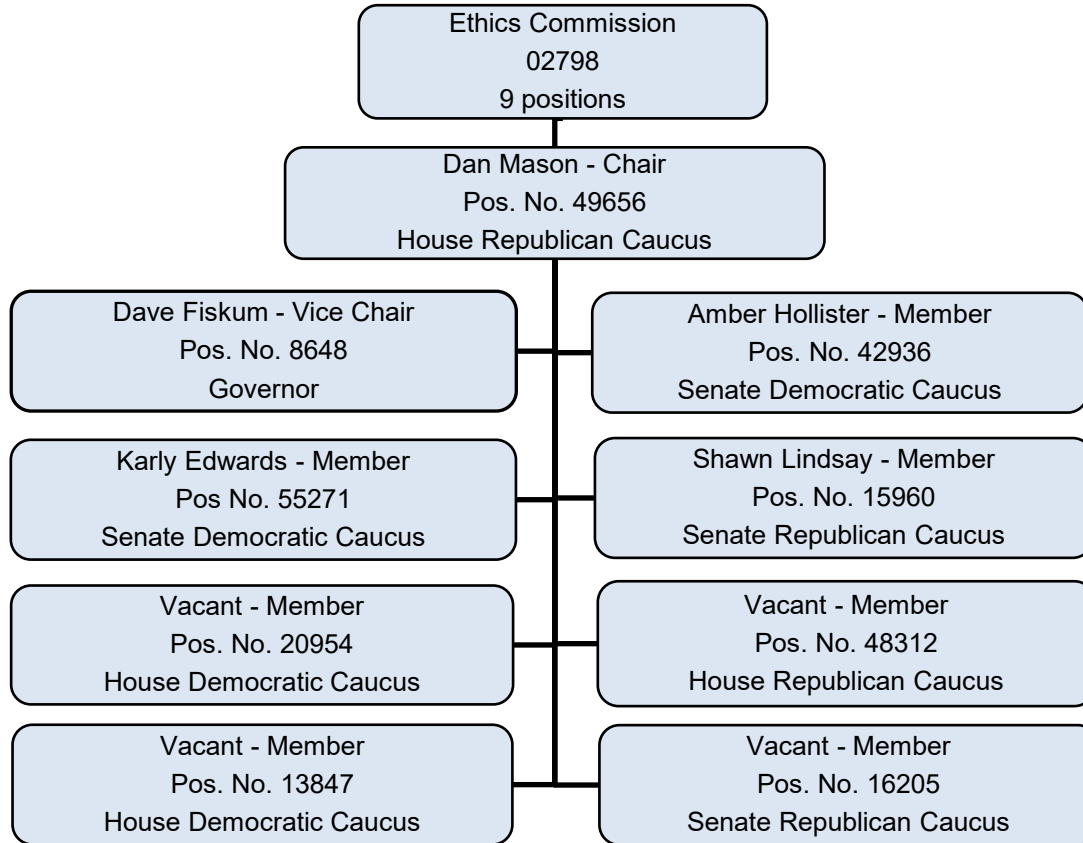 Ethics Commission
02798
9 positions
Dan Mason - Chair
Pos. No. 49656
House Republican Caucus
Dave Fiskum - Vice Chair
Pos. No. 8648
Governor
Amber Hollister - Member
Pos. No. 42936
Senate Democratic Caucus
Karly Edwards - Member
Pos No. 55271
Senate Democratic Caucus
Shawn Lindsay - Member
Pos. No. 15960
Senate Republican Caucus
Vacant - Member
Pos. No. 20954
House Democratic Caucus
Vacant - Member
Pos. No. 48312
House Republican Caucus
Vacant - Member
Pos. No. 13847
House Democratic Caucus
Vacant - Member
Pos. No. 16205
Senate Republican Caucus